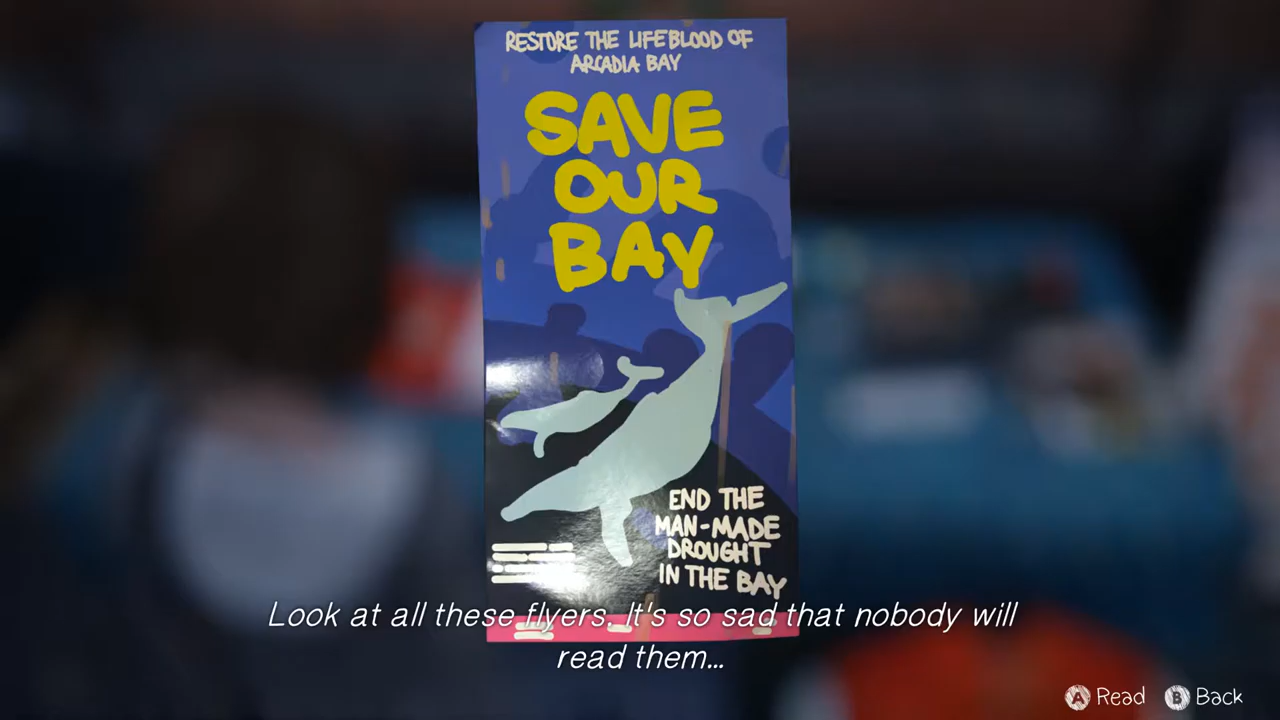 RESTORE THE LIFEBLOOD OF
ARCADIA BAY
SAVE
OUR
BAY
END THE
MAN-MADE
DROUGHT
IN THE BAY
Look at all these flyers. It's so sad that nobody will
read them...
A Read B Back